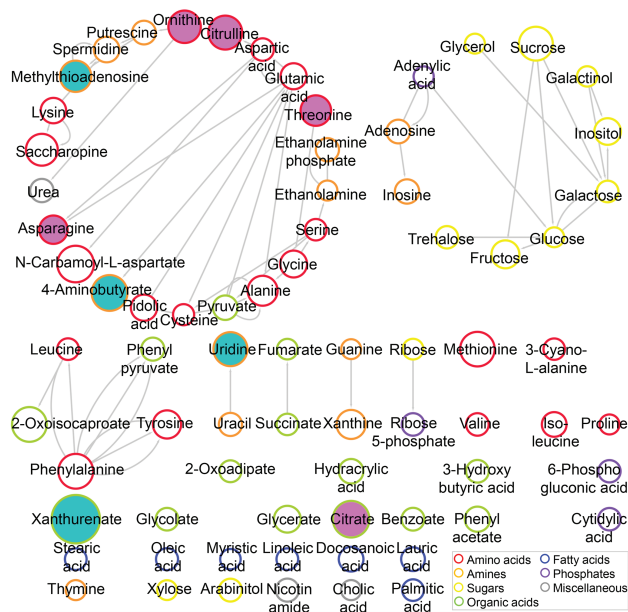 Ornithine
Putrescine
Citrulline
Spermidine
Aspartic
acid
Methylthioadenosine
Glutamic
acid
Lysine
Threonine
Saccharopine
Ethanolamine
phosphate
Urea
Ethanolamine
Asparagine
Serine
N-Carbamoyl-L-aspartate
Glycine
4-Aminobutyrate
Alanine
Pidolic
acid
Cysteine
Pyruvate
Glycerol
Sucrose
Adenylic
acid
Galactinol
Adenosine
Inositol
Inosine
Galactose
Trehalose
Glucose
Fructose
Leucine
Phenyl
pyruvate
Uridine
Fumarate
Guanine
Ribose
Methionine
3-Cyano-
L-alanine
2-Oxoisocaproate
Tyrosine
Uracil
Succinate
Xanthine
Ribose
5-phosphate
Valine
Iso-
leucine
Proline
Phenylalanine
2-Oxoadipate
Hydracrylic
acid
3-Hydroxy
butyric acid
6-Phospho
gluconic acid
Xanthurenate
Glycolate
Glycerate
Citrate
Benzoate
Phenyl
acetate
Cytidylic
acid
Stearic
acid
Oleic
acid
Myristic
acid
Linoleic
acid
Docosanoic
acid
Lauric
acid
Thymine
Xylose
Arabinitol
Nicotin
amide
Cholic
acid
Palmitic
acid
Amino acids
Amines
Sugars
Organic acids
Fatty acids
Phosphates
Miscellaneous